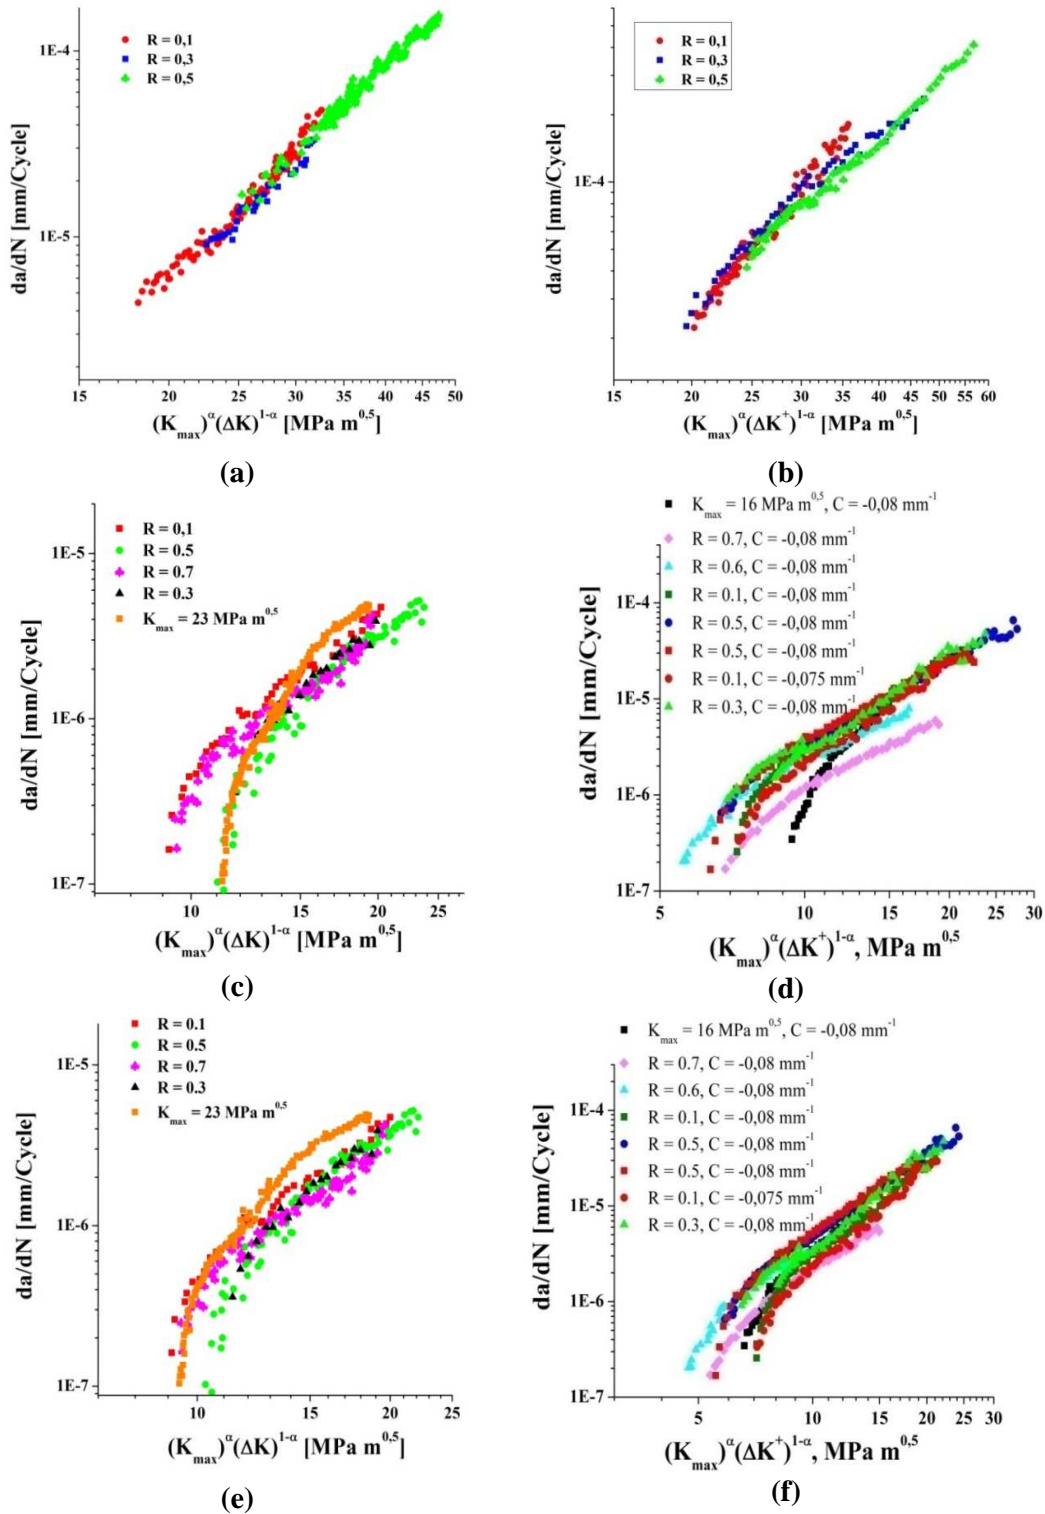 R = 0,1
R = 0,3
R = 0,5
1E-4
1E-5
da/dN [mm/Cycle]
15 20 25 30 35 40 45 50
(Kmax)^α(ΔK)^1-α [MPa m^0,5]
(a)
R = 0,1
R = 0,3
R = 0,5
1E-4
da/dN [mm/Cycle]
15 20 25 30 35 40 45 50 55 60
(Kmax)^α(ΔK^+)^1-α [MPa m^0,5]
(b)
R = 0,1
R = 0.5
R = 0.7
R = 0.3
Kmax = 23 MPa m^0,5
1E-5
1E-6
1E-7
da/dN [mm/Cycle]
10 15 20 25
(Kmax)^α(ΔK)^1-α [MPa m^0,5]
(c)
Kmax = 16 MPa m^0,5, C = -0,08 mm^-1
R = 0.7, C = -0,08 mm^-1
R = 0.6, C = -0,08 mm^-1
R = 0.1, C = -0,08 mm^-1
R = 0.5, C = -0,08 mm^-1
R = 0.5, C = -0,08 mm^-1
R = 0.1, C = -0,075 mm^-1
R = 0.3, C = -0,08 mm^-1
1E-4
1E-5
1E-6
1E-7
da/dN [mm/Cycle]
5 10 15 20 25 30
(Kmax)^α(ΔK^+)^1-α, MPa m^0,5
(d)
R = 0.1
R = 0.5
R = 0.7
R = 0.3
Kmax = 23 MPa m^0,5
1E-5
1E-6
1E-7
da/dN [mm/Cycle]
10 15 20 25
(Kmax)^α(ΔK)^1-α [MPa m^0,5]
(e)
Kmax = 16 MPa m^0,5, C = -0,08 mm^-1
R = 0.7, C = -0,08 mm^-1
R = 0.6, C = -0,08 mm^-1
R = 0.1, C = -0,08 mm^-1
R = 0.5, C = -0,08 mm^-1
R = 0.5, C = -0,08 mm^-1
R = 0.1, C = -0,075 mm^-1
R = 0.3, C = -0,08 mm^-1
1E-4
1E-5
1E-6
1E-7
da/dN [mm/Cycle]
5 10 15 20 25 30
(Kmax)^α(ΔK^+)^1-α, MPa m^0,5
(f)